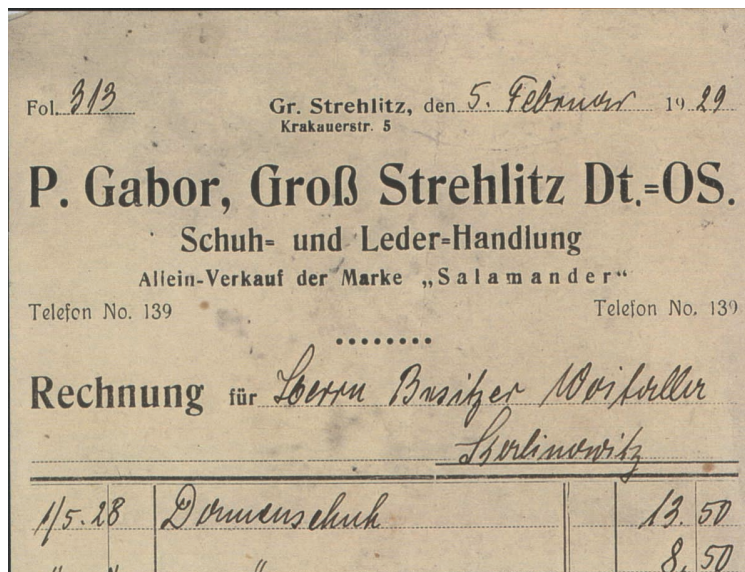 Fol. 313 Gr. Strehlitz, den 5. Februar 1929
Krakauerstr. 5
P. Gabor, Groß Strehlitz Dt.=OS.
Schuh= und Leder=Handlung
Allein-Verkauf der Marke „Salamander“
Telefon No. 139 Telefon No. 139
Rechnung für Herrn Besitzer
1/5. 28 Damenschuh 13. 50
" " " 8, 50